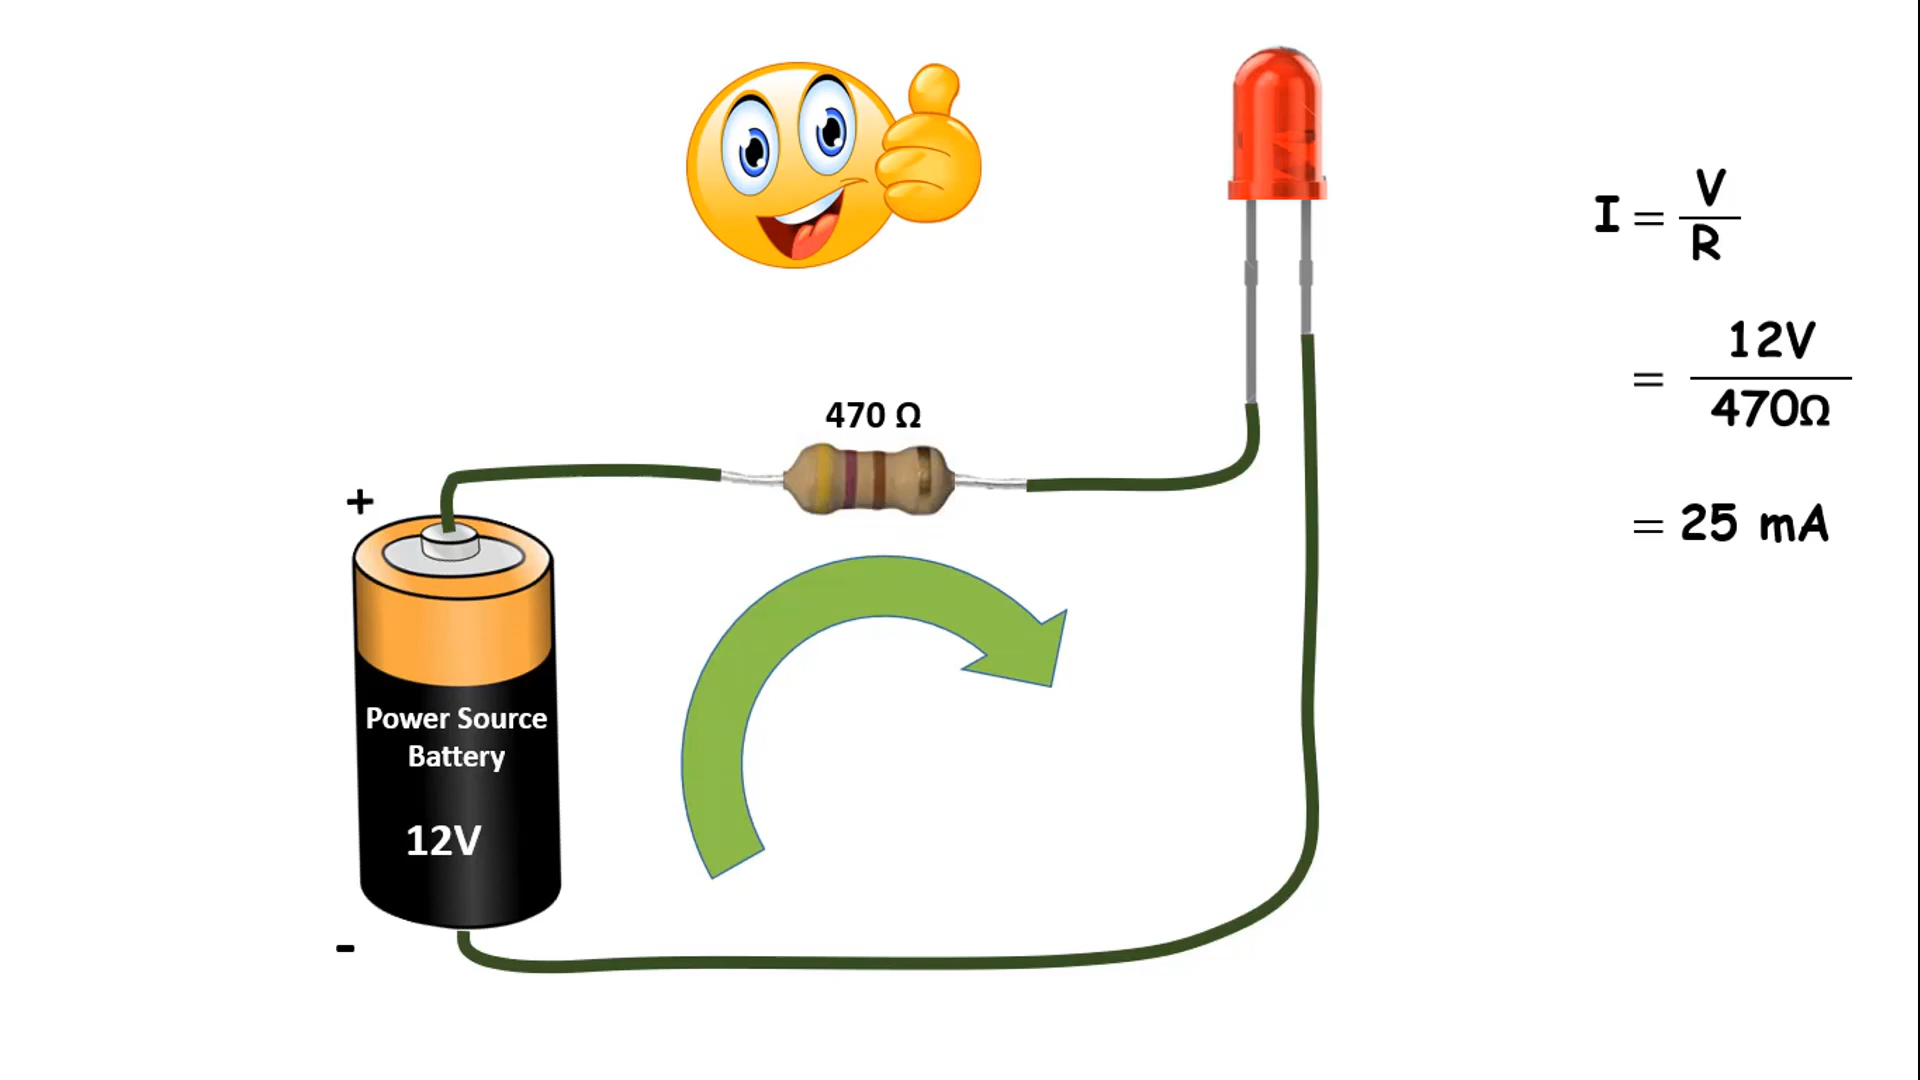 470 Ω
+
Power Source
Battery
12V
-
I = V
R
= 12V
470Ω
= 25 mA